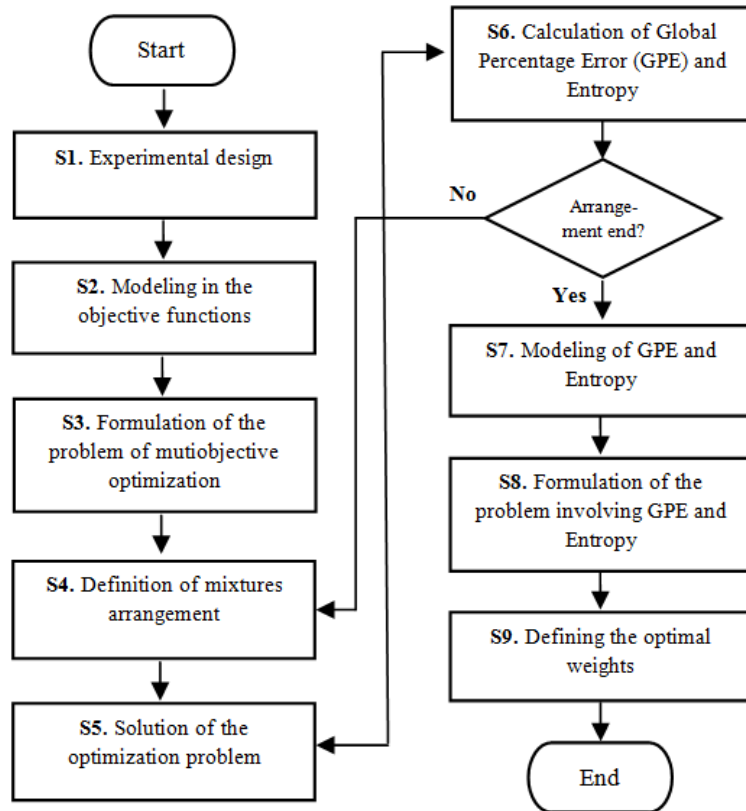 Start
S1. Experimental design
S2. Modeling in the
objective functions
S3. Formulation of the
problem of mutiobjective
optimization
S4. Definition of mixtures
arrangement
S5. Solution of the
optimization problem
S6. Calculation of Global
Percentage Error (GPE) and
Entropy
Arrange-
ment end?
No
Yes
S7. Modeling of GPE and
Entropy
S8. Formulation of the
problem involving GPE and
Entropy
S9. Defining the optimal
weights
End